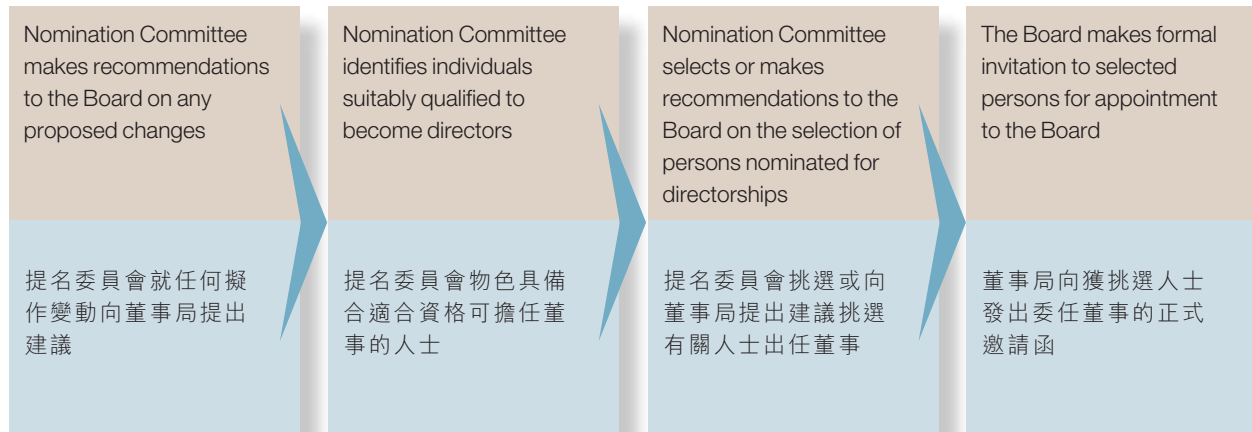 Nomination Committee
makes recommendations
to the Board on any
proposed changes
提名委員會就任何擬
作變動向董事局提出
建議
Nomination Committee
identifies individuals
suitably qualified to
become directors
提名委員會物色具備
合適合資格可擔任董
事的人士
Nomination Committee
selects or makes
recommendations to the
Board on the selection of
persons nominated for
directorships
提名委員會挑選或向
董事局提出建議挑選
有關人士出任董事
The Board makes formal
invitation to selected
persons for appointment
to the Board
董事局向獲挑選人士
發出委任董事的正式
邀請函